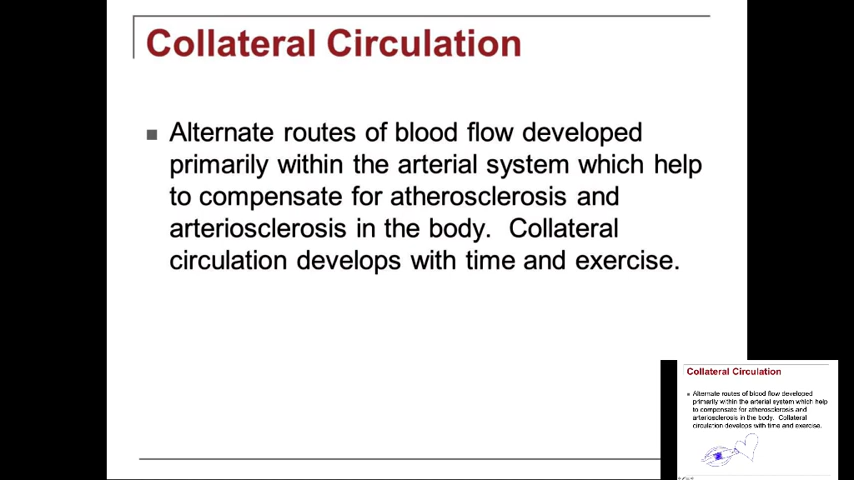 Collateral Circulation
Alternate routes of blood flow developed
primarily within the arterial system which help
to compensate for atherosclerosis and
arteriosclerosis in the body.  Collateral
circulation develops with time and exercise.
Collateral Circulation
Alternate routes of blood flow developed
primarily within the arterial system which help
to compensate for atherosclerosis and
arteriosclerosis in the body.  Collateral
circulation develops with time and exercise.